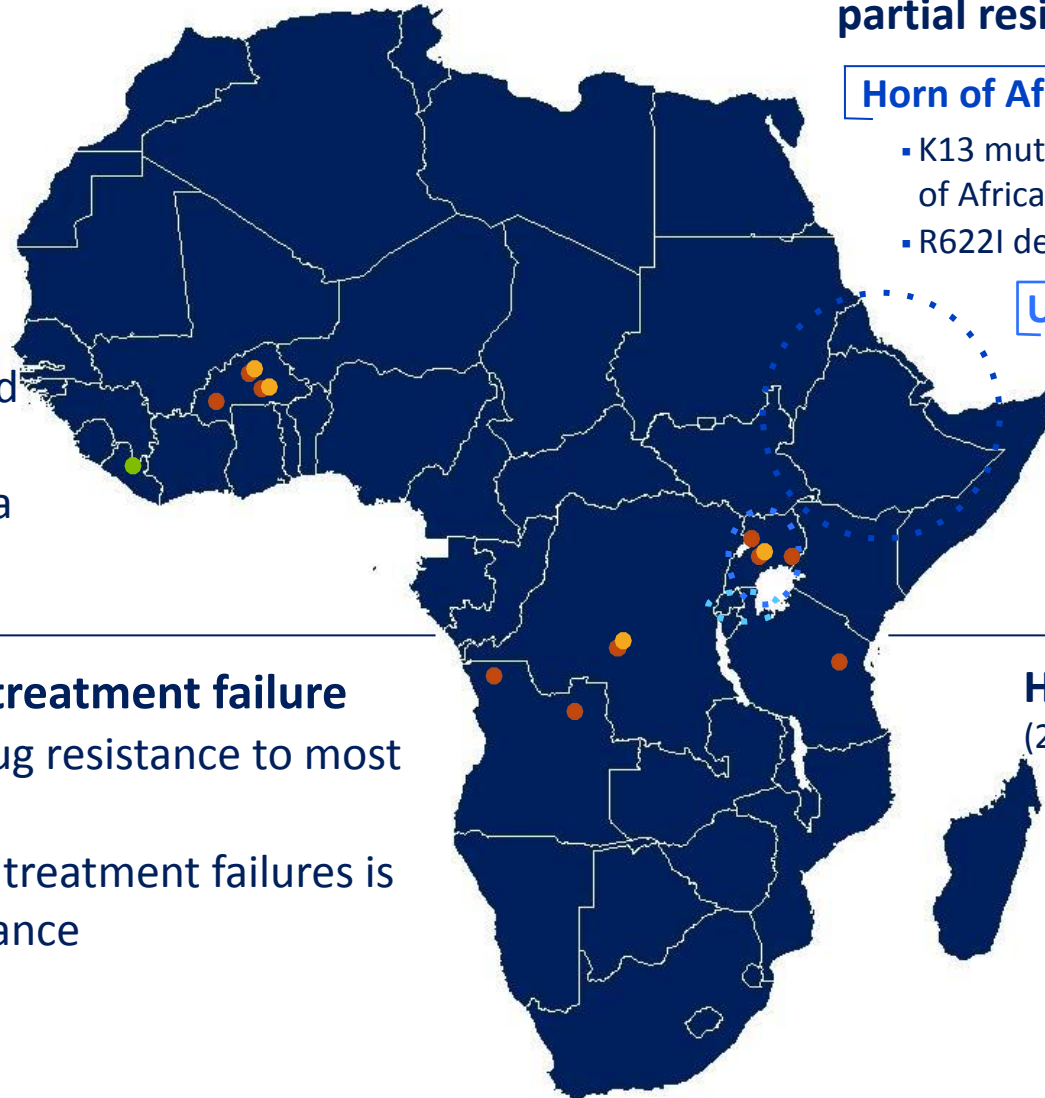 partial resi
Horn of Af
K13 mut
of Africa
R622I de
U
d
a
treatment failure
ug resistance to most
treatment failures is
ance
H
(2